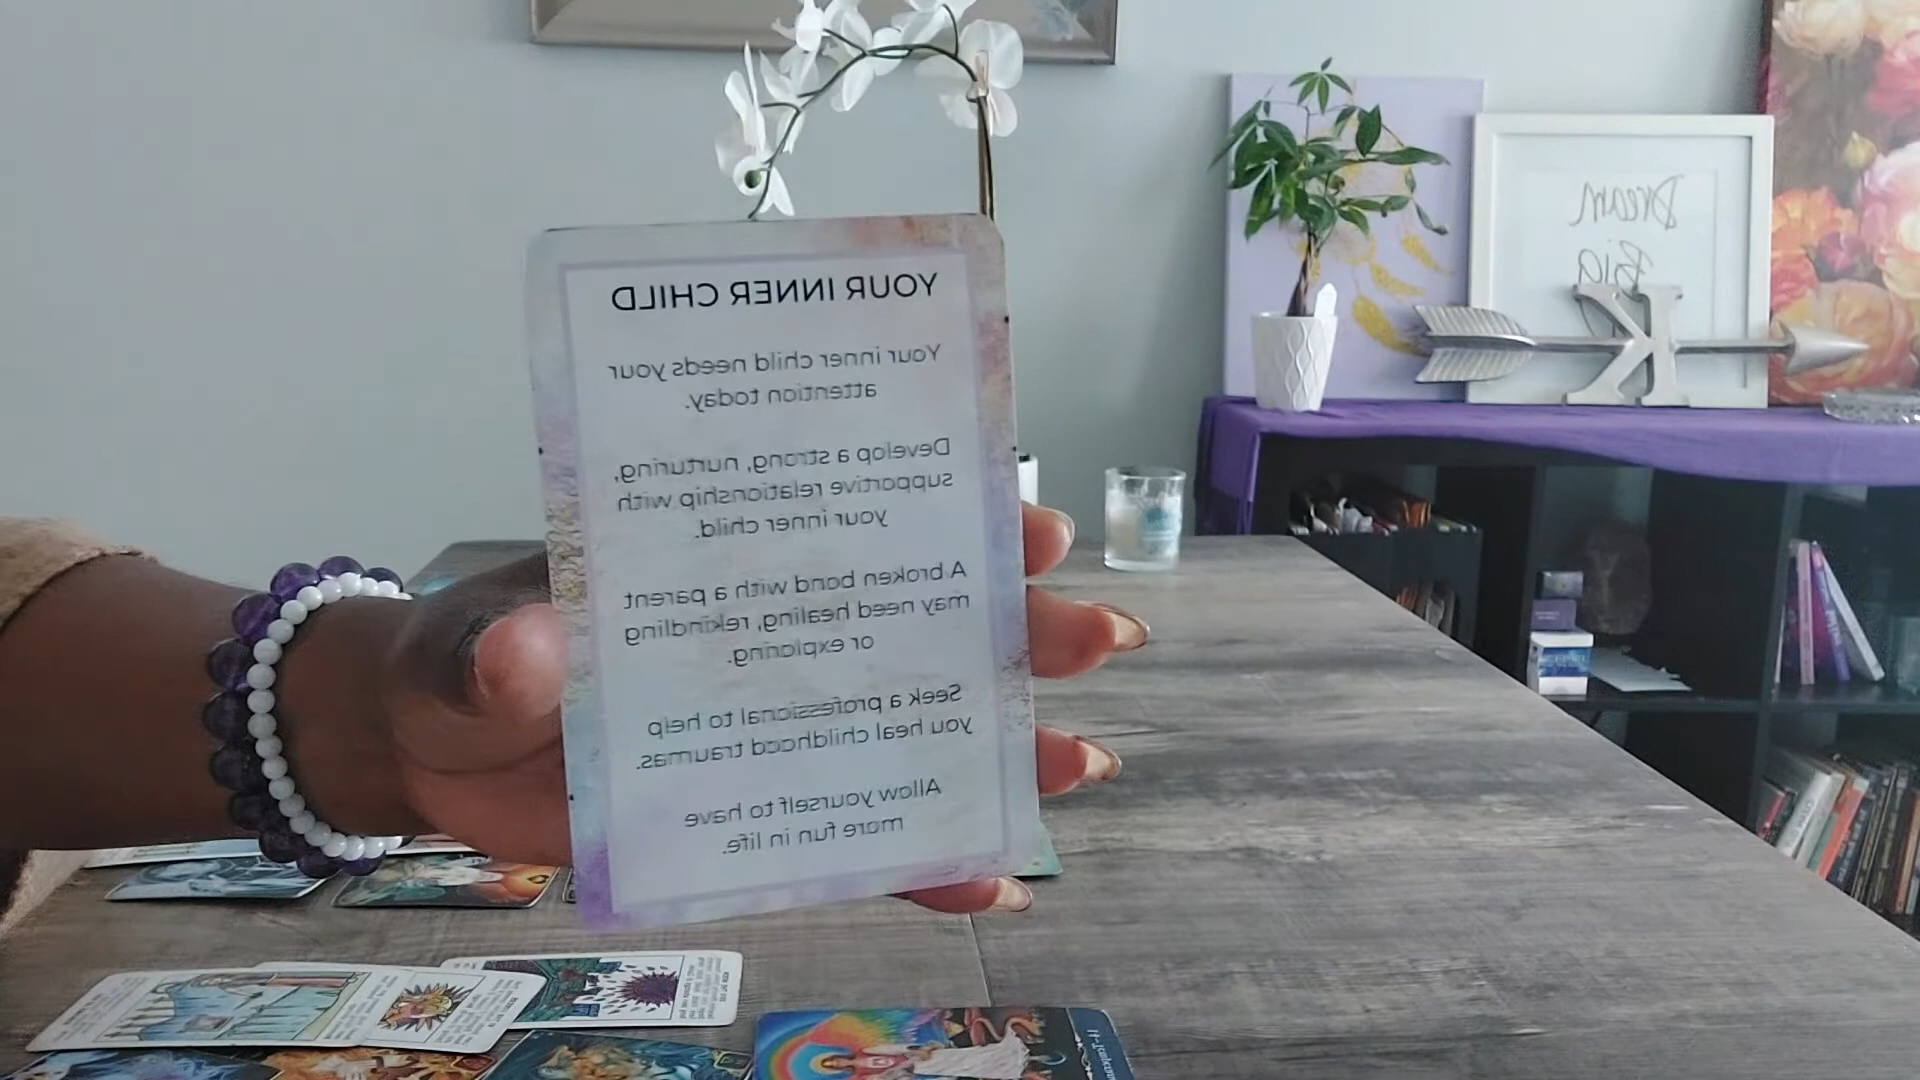 YOUR INNER CHILD
Your inner child needs your
attention today.
Develop a strong, nurturing,
supportive relationship with
your inner child.
A broken bond with a parent
may need healing, rekindling
or exploring.
Seek a professional to help
you heal childhood traumas.
Allow yourself to have
more fun in life.
Dream
Big
K